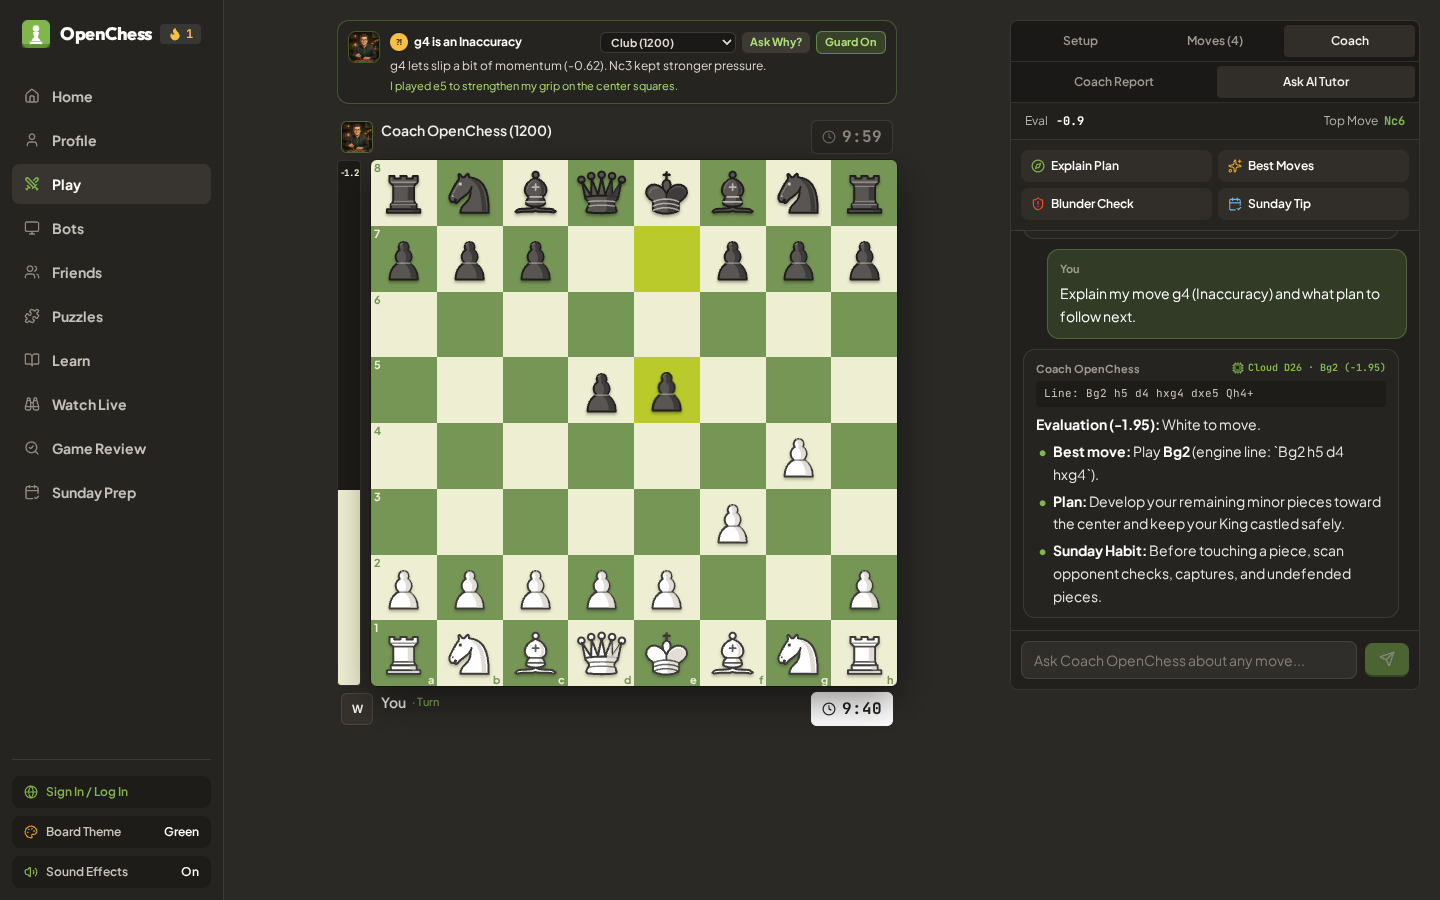 OpenChess
1
Home
Profile
Play
Bots
Friends
Puzzles
Learn
Watch Live
Game Review
Sunday Prep
Sign In / Log In
Board Theme Green
Sound Effects On
?! g4 is an Inaccuracy Club (1200) Ask Why? Guard On
g4 lets slip a bit of momentum (-0.62). Nc3 kept stronger pressure.
I played e5 to strengthen my grip on the center squares.
Coach OpenChess (1200) 9:59
-1.2
8
7
6
5
4
3
2
1
a b c d e f g h
W You · Turn 9:40
Setup Moves (4) Coach
Coach Report Ask AI Tutor
Eval -0.9 Top Move Nc6
Explain Plan Best Moves
Blunder Check Sunday Tip
You
Explain my move g4 (Inaccuracy) and what plan to
follow next.
Coach OpenChess Cloud D26 · Bg2 (-1.95)
Line: Bg2 h5 d4 hxg4 dxe5 Qh4+
Evaluation (-1.95): White to move.
• Best move: Play Bg2 (engine line: `Bg2 h5 d4
hxg4`).
• Plan: Develop your remaining minor pieces toward
the center and keep your King castled safely.
• Sunday Habit: Before touching a piece, scan
opponent checks, captures, and undefended
pieces.
Ask Coach OpenChess about any move...